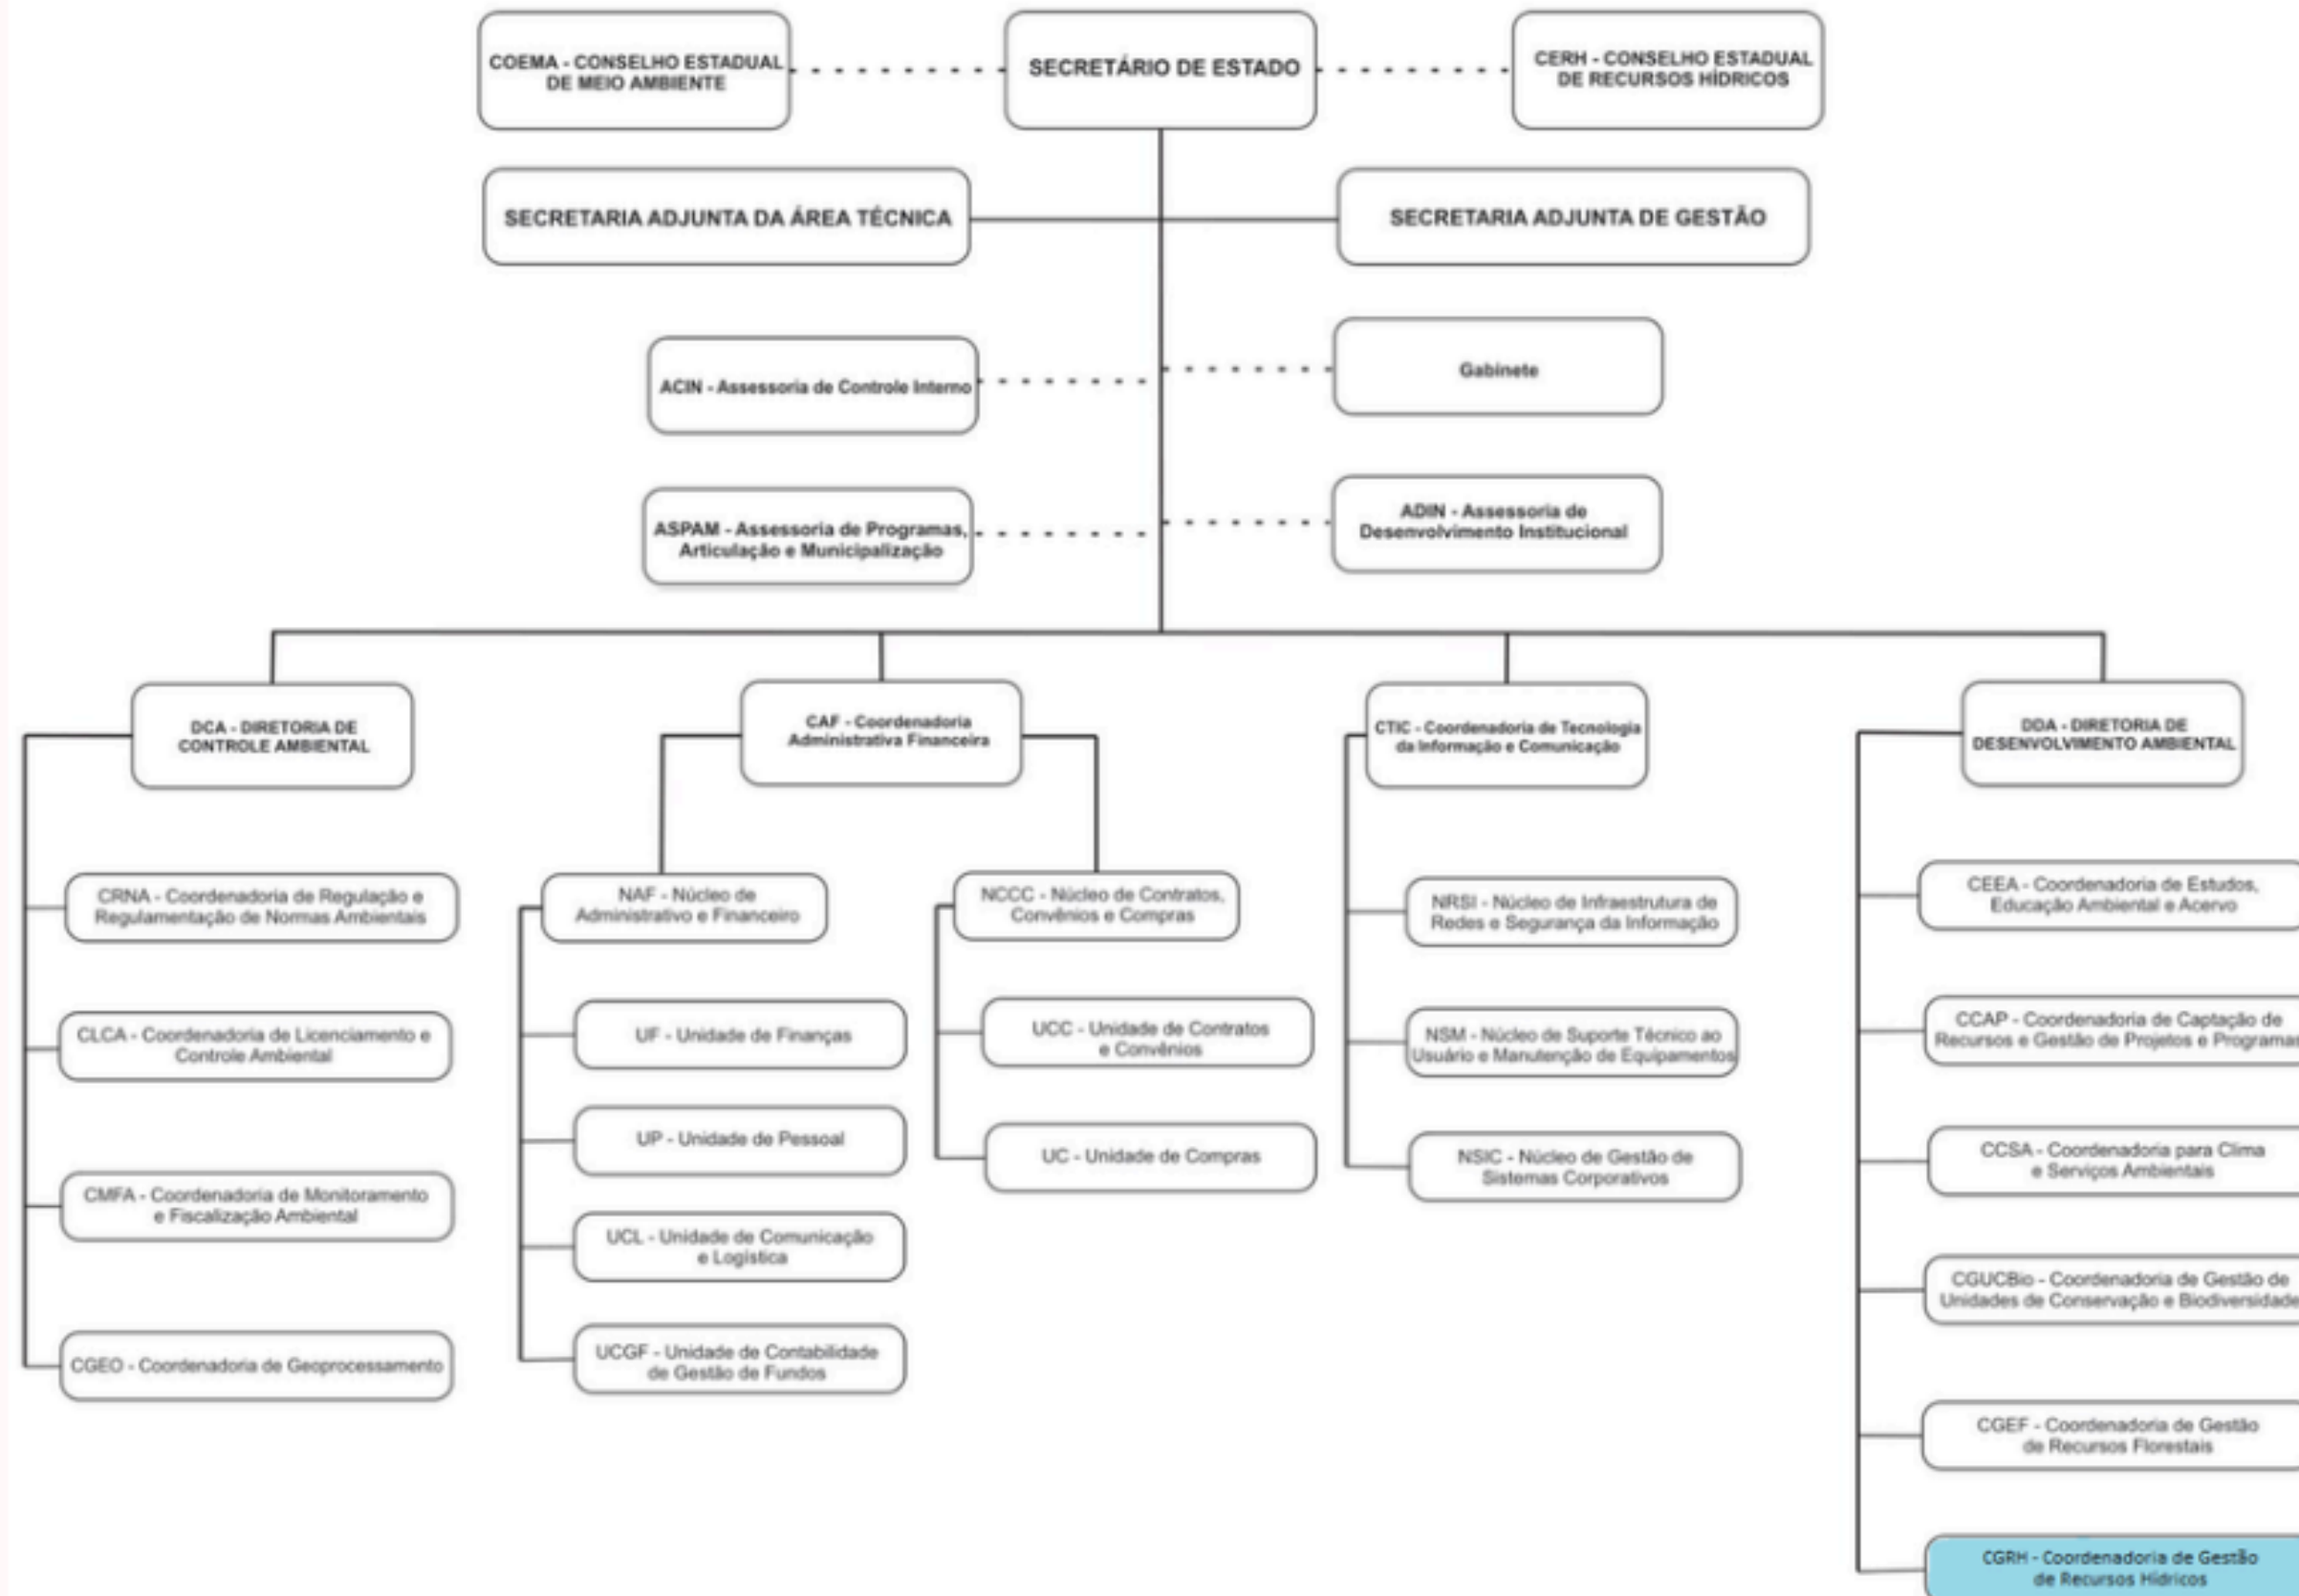 COEMA - CONSELHO ESTADUAL
DE MEIO AMBIENTE
SECRETÁRIO DE ESTADO
CERH - CONSELHO ESTADUAL
DE RECURSOS HÍDRICOS
SECRETARIA ADJUNTA DA ÁREA TÉCNICA
SECRETARIA ADJUNTA DE GESTÃO
ACIN - Assessoria de Controle Interno
Gabinete
ASPAM - Assessoria de Programas,
Articulação e Municipalização
ADIN - Assessoria de
Desenvolvimento Institucional
DCA - DIRETORIA DE
CONTROLE AMBIENTAL
CRNA - Coordenadoria de Regulação e
Regulamentação de Normas Ambientais
CLCA - Coordenadoria de Licenciamento e
Controle Ambiental
CMFA - Coordenadoria de Monitoramento
e Fiscalização Ambiental
CGEO - Coordenadoria de Geoprocessamento
CAF - Coordenadoria
Administrativa Financeira
NAF - Núcleo de
Administrativo e Financeiro
UF - Unidade de Finanças
UP - Unidade de Pessoal
UCL - Unidade de Comunicação
e Logística
UCGF - Unidade de Contabilidade
de Gestão de Fundos
NCCC - Núcleo de Contratos,
Convênios e Compras
UCC - Unidade de Contratos
e Convênios
UC - Unidade de Compras
CTIC - Coordenadoria de Tecnologia
da Informação e Comunicação
NRSI - Núcleo de Infraestrutura de
Redes e Segurança da Informação
NSM - Núcleo de Suporte Técnico ao
Usuário e Manutenção de Equipamentos
NSIC - Núcleo de Gestão de
Sistemas Corporativos
DDA - DIRETORIA DE
DESENVOLVIMENTO AMBIENTAL
CEEA - Coordenadoria de Estudos,
Educação Ambiental e Acervo
CCAP - Coordenadoria de Captação de
Recursos e Gestão de Projetos e Programas
CCSA - Coordenadoria para Clima
e Serviços Ambientais
CGUCBio - Coordenadoria de Gestão de
Unidades de Conservação e Biodiversidade
CGEF - Coordenadoria de Gestão
de Recursos Florestais
CGRH - Coordenadoria de Gestão
de Recursos Hídricos